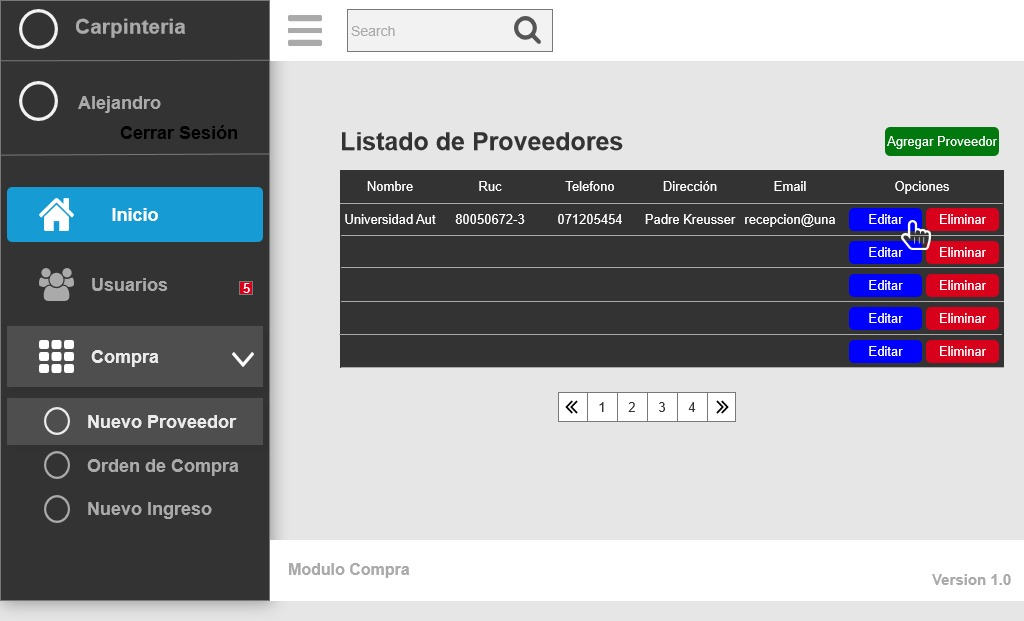 Carpinteria
Search
Alejandro
Cerrar Sesión
Inicio
Usuarios
5
Compra
Nuevo Proveedor
Orden de Compra
Nuevo Ingreso
Listado de Proveedores
Agregar Proveedor
Nombre Ruc Telefono Dirección Email Opciones
Universidad Aut 80050672-3 071205454 Padre Kreusser recepcion@una Editar Eliminar
Editar Eliminar
Editar Eliminar
Editar Eliminar
Editar Eliminar
1 2 3 4
Modulo Compra
Version 1.0